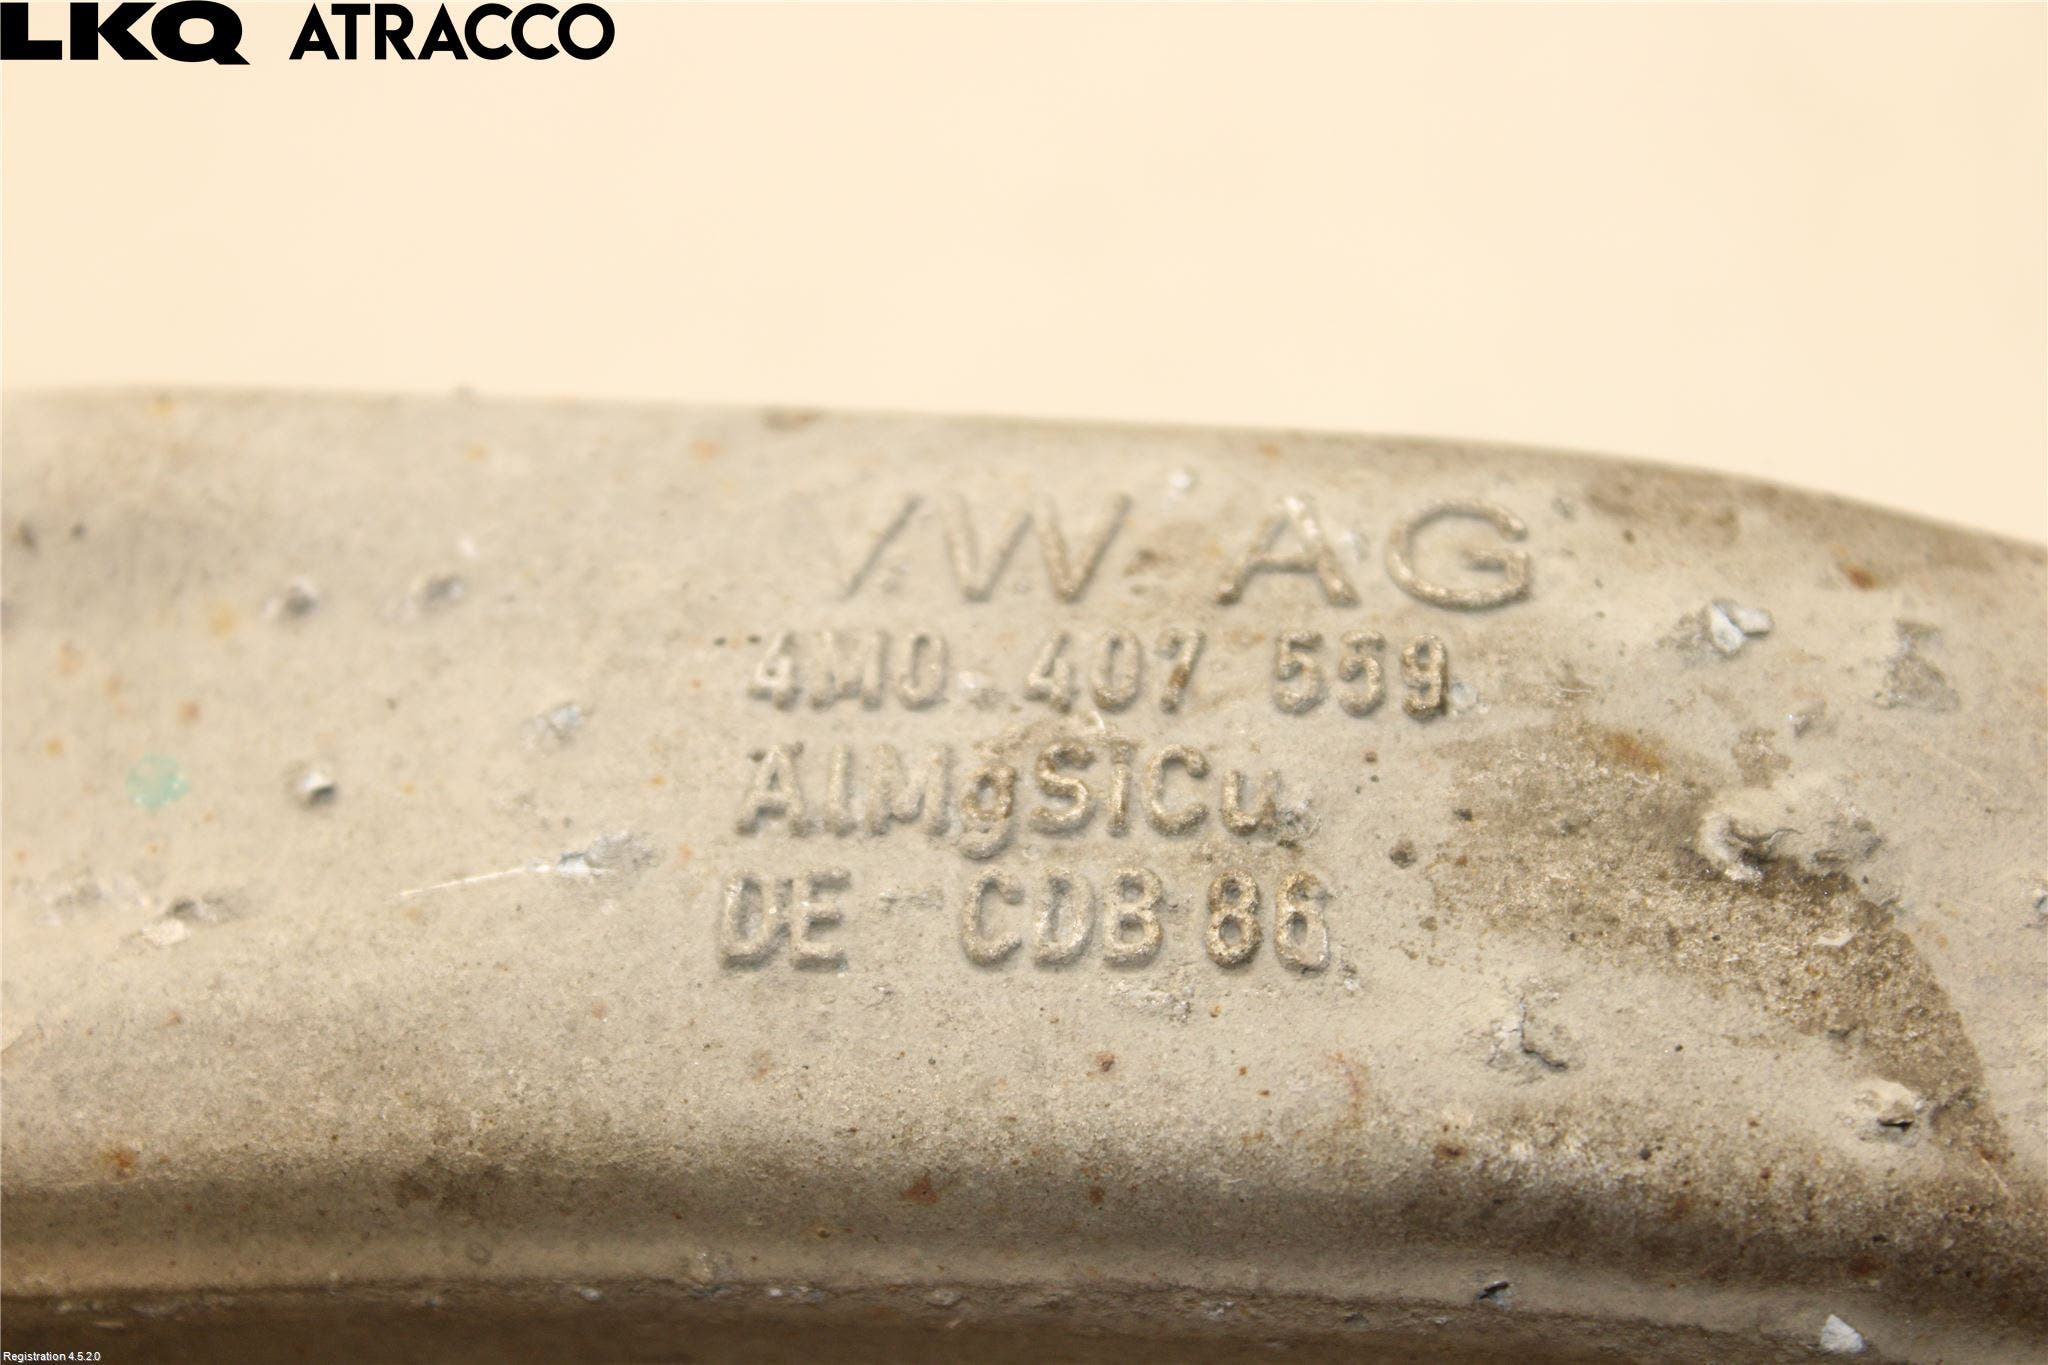 LKQ ATRACCO
VW AG
4M0 407 559
AlMgSiCu
DE CDB 86
Registration 4.5.2.0